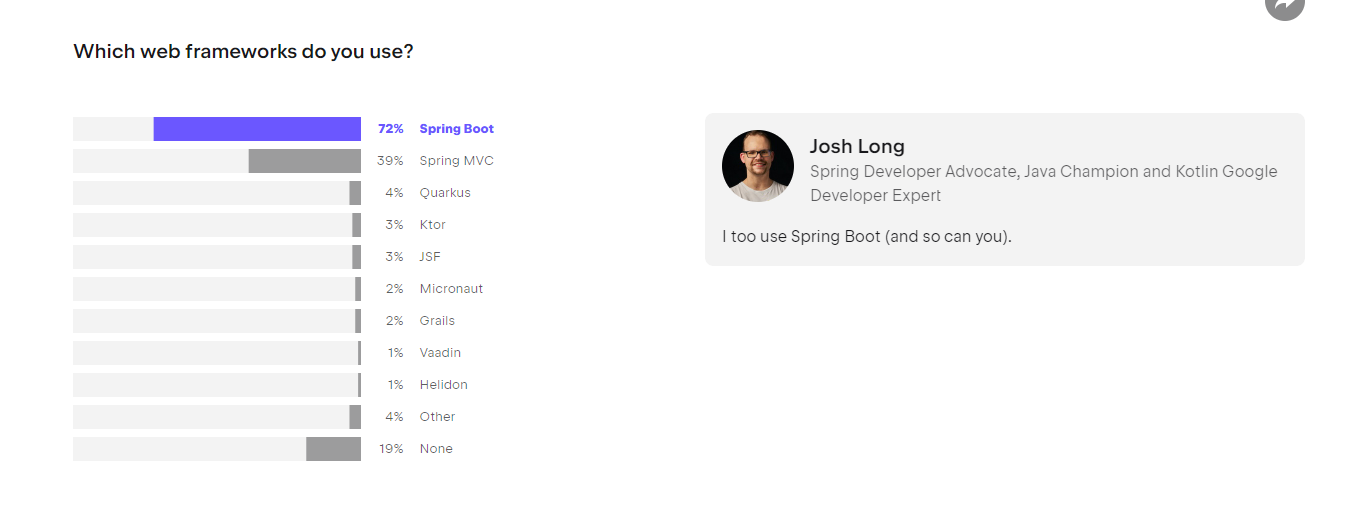 Which web frameworks do you use?
72% Spring Boot
39% Spring MVC
4% Quarkus
3% Ktor
3% JSF
2% Micronaut
2% Grails
1% Vaadin
1% Helidon
4% Other
19% None
Josh Long
Spring Developer Advocate, Java Champion and Kotlin Google
Developer Expert
I too use Spring Boot (and so can you).